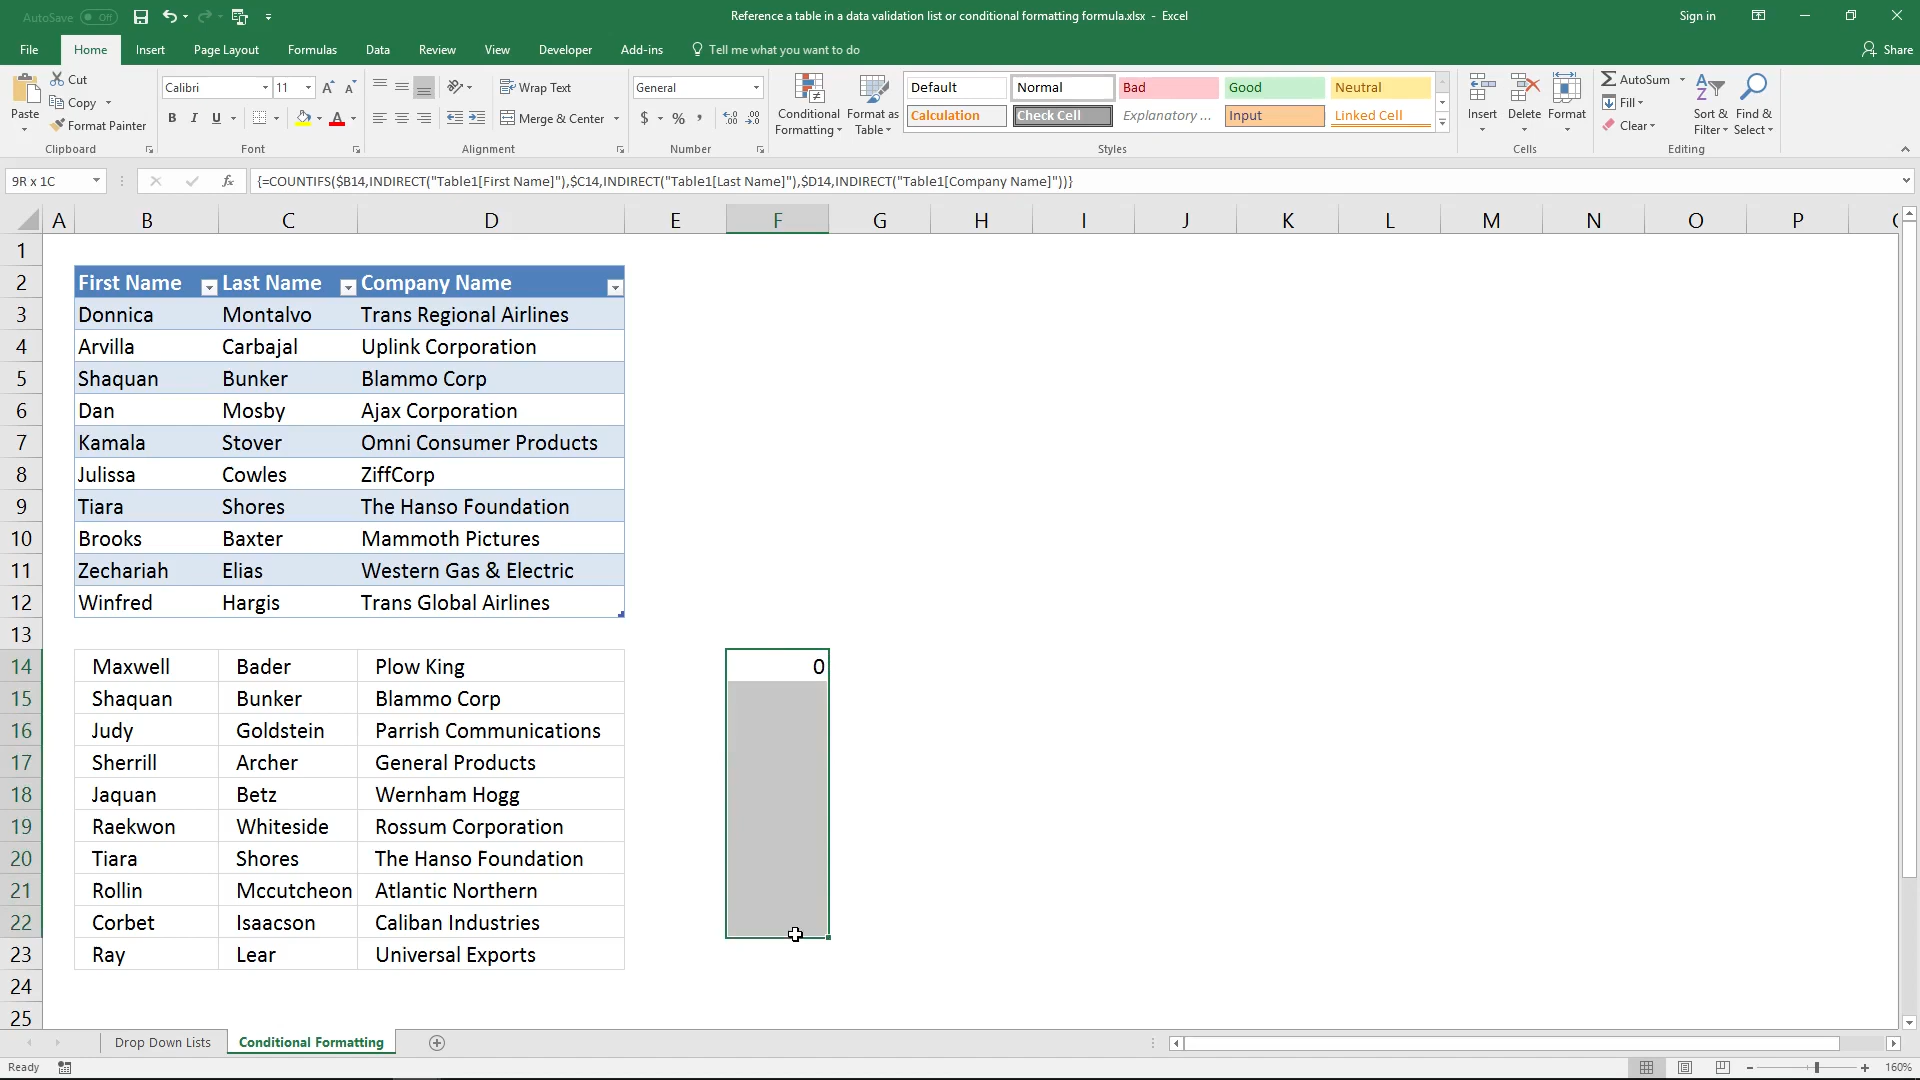 AutoSave Off
Reference a table in a data validation list or conditional formatting formula.xlsx - Excel
Sign in
File Home Insert Page Layout Formulas Data Review View Developer Add-ins Tell me what you want to do Share
Paste Cut Copy Format Painter
Calibri 11
B I U A
Wrap Text
Merge & Center
General
$ % ,
Conditional Formatting
Format as Table
Default Normal Bad Good Neutral
Calculation Check Cell Explanatory ... Input Linked Cell
Insert Delete Format
AutoSum
Fill
Clear
Sort & Filter
Find & Select
Clipboard Font Alignment Number Styles Cells Editing
9R x 1C
fx
{=COUNTIFS($B14,INDIRECT("Table1[First Name]"),$C14,INDIRECT("Table1[Last Name]"),$D14,INDIRECT("Table1[Company Name]"))}
A B C D E F G H I J K L M N O P
1
2 First Name Last Name Company Name
3 Donnica Montalvo Trans Regional Airlines
4 Arvilla Carbajal Uplink Corporation
5 Shaquan Bunker Blammo Corp
6 Dan Mosby Ajax Corporation
7 Kamala Stover Omni Consumer Products
8 Julissa Cowles ZiffCorp
9 Tiara Shores The Hanso Foundation
10 Brooks Baxter Mammoth Pictures
11 Zechariah Elias Western Gas & Electric
12 Winfred Hargis Trans Global Airlines
13
14 Maxwell Bader Plow King 0
15 Shaquan Bunker Blammo Corp
16 Judy Goldstein Parrish Communications
17 Sherrill Archer General Products
18 Jaquan Betz Wernham Hogg
19 Raekwon Whiteside Rossum Corporation
20 Tiara Shores The Hanso Foundation
21 Rollin Mccutcheon Atlantic Northern
22 Corbet Isaacson Caliban Industries
23 Ray Lear Universal Exports
24
25
Drop Down Lists Conditional Formatting
Ready
160%